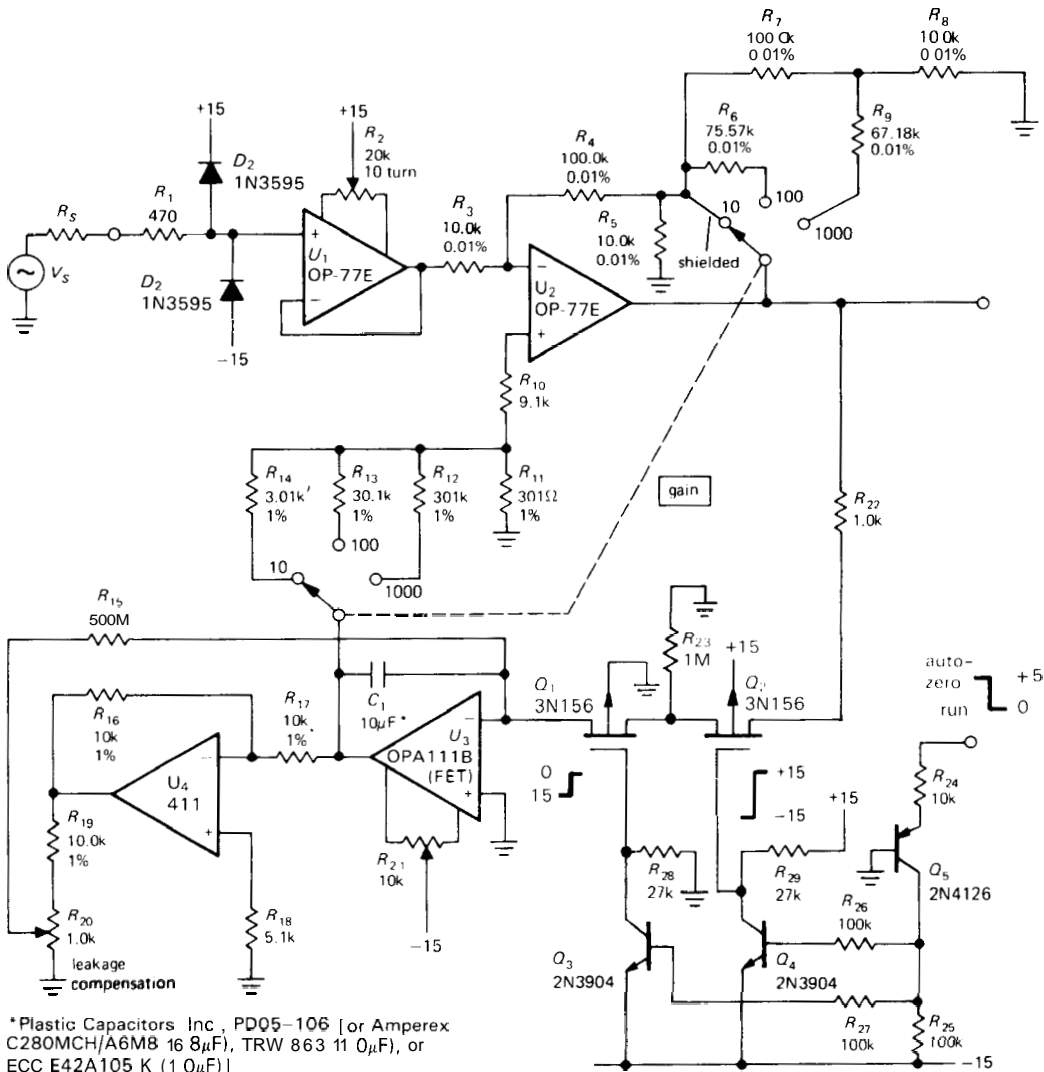 R7
100 0k
0 01%
R8
10 0k
0 01%
+15
R2
20k
10 turn
+15
D2
1N3595
R6
75.57k
0.01%
R9
67.18k
0.01%
R4
100.0k
0.01%
RS
R1
470
R3
10.0k
0.01%
100
10
1000
R5
10.0k
0.01%
shielded
VS
+
U1
OP-77E
−
D2
1N3595
−15
−
U2
OP-77E
+
R10
9.1k
R14
3.01k
1%
R13
30.1k
1%
R12
301k
1%
R11
301Ω
1%
gain
R22
1.0k
100
10
1000
R15
500M
R23
1M
+15
auto-
zero
run
+5
0
Q1
3N156
Q2
3N156
R16
10k
1%
R17
10k
1%
C1
10μF*
−
U3
OPA111B
(FET)
+
0
15
+15
−15
+15
R24
10k
−
U4
411
+
R19
10.0k
1%
R21
10k
−15
R28
27k
R29
27k
Q5
2N4126
R26
100k
R20
1.0k
R18
5.1k
leakage
compensation
Q3
2N3904
Q4
2N3904
R27
100k
R25
100k
−15
*Plastic Capacitors Inc , PD05-106 [or Amperex
C280MCH/A6M8 16 8μF), TRW 863 11 0μF), or
ECC E42A105 K (1 0μF)]